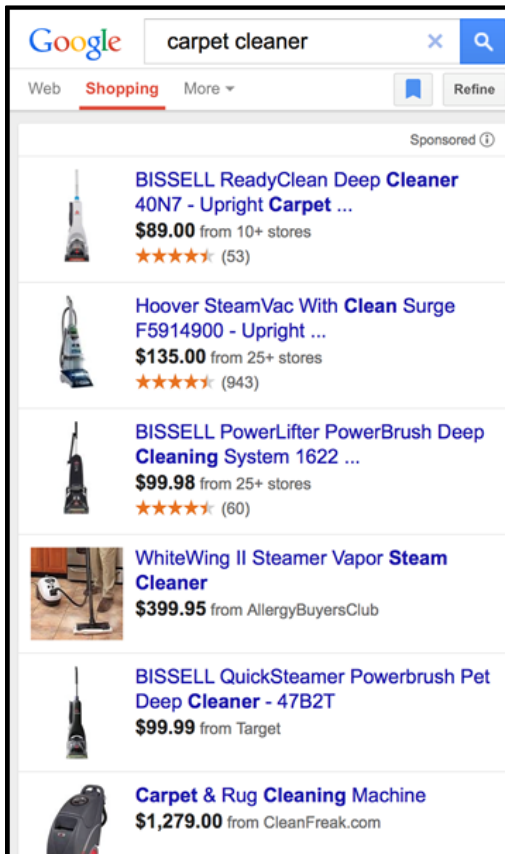 Google
carpet cleaner
Web Shopping More
Refine
Sponsored
BISSELL ReadyClean Deep Cleaner
40N7 - Upright Carpet ...
$89.00 from 10+ stores
(53)
Hoover SteamVac With Clean Surge
F5914900 - Upright ...
$135.00 from 25+ stores
(943)
BISSELL PowerLifter PowerBrush Deep
Cleaning System 1622 ...
$99.98 from 25+ stores
(60)
WhiteWing II Steamer Vapor Steam
Cleaner
$399.95 from AllergyBuyersClub
BISSELL QuickSteamer Powerbrush Pet
Deep Cleaner - 47B2T
$99.99 from Target
Carpet & Rug Cleaning Machine
$1,279.00 from CleanFreak.com